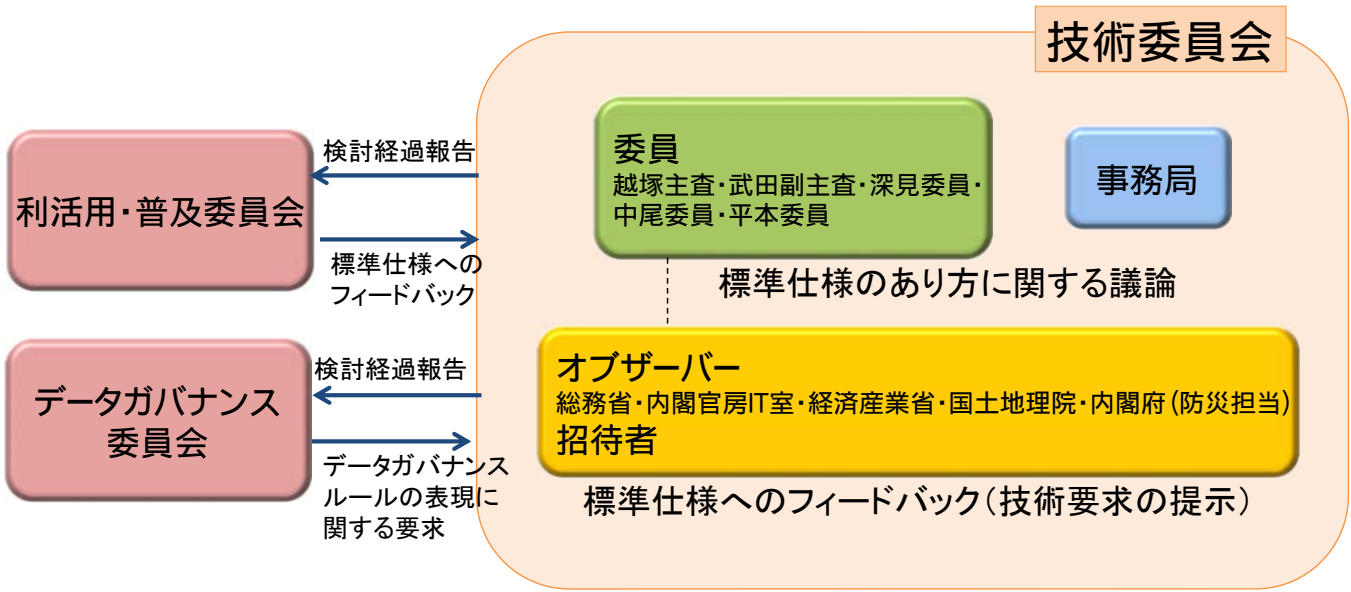 技術委員会
利活用・普及委員会
検討経過報告
標準仕様への
フィードバック
データガバナンス
委員会
検討経過報告
データガバナンス
ルールの表現に
関する要求
委員
越塚主査・武田副主査・深見委員・
中尾委員・平本委員
事務局
標準仕様のあり方に関する議論
オブザーバー
総務省・内閣官房IT室・経済産業省・国土地理院・内閣府(防災担当)
招待者
標準仕様へのフィードバック(技術要求の提示)